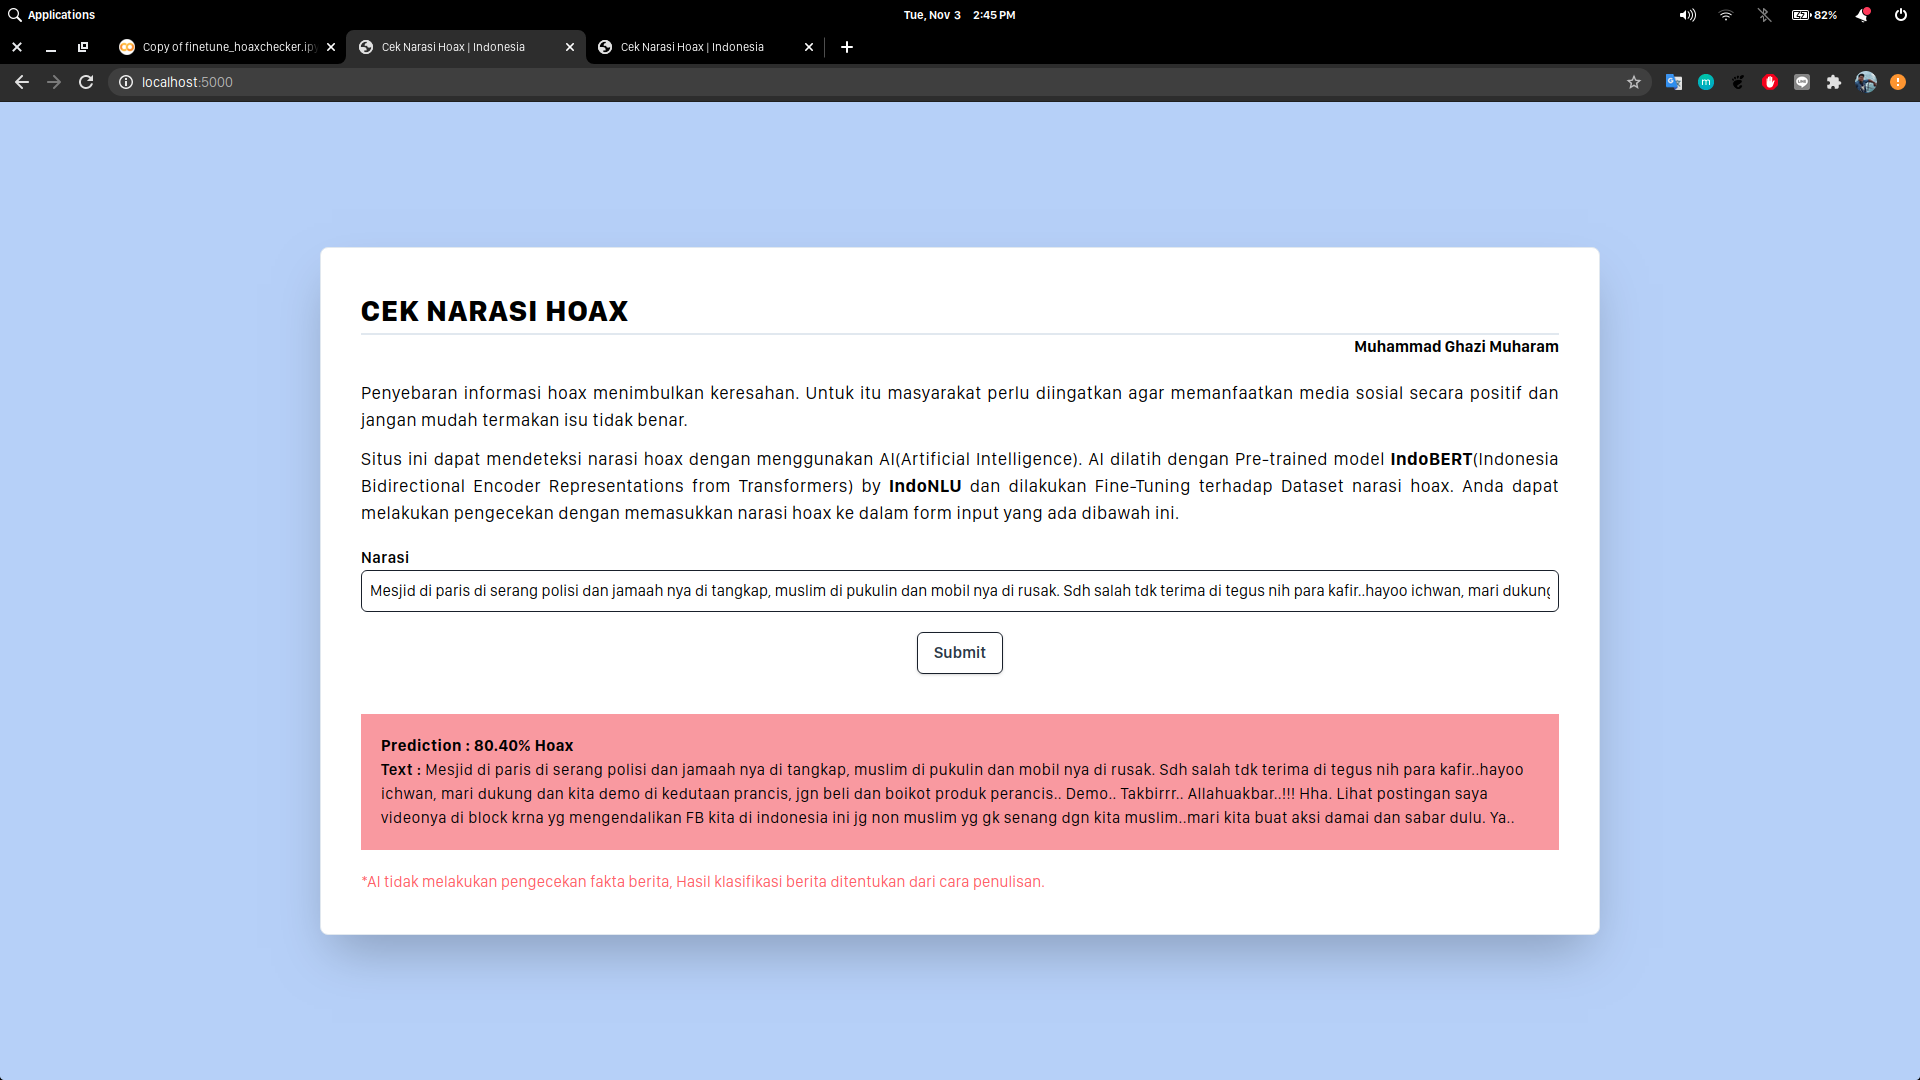 Applications
Tue, Nov 3 2:45 PM
82%
Copy of finetune_hoaxchecker.ipy
Cek Narasi Hoax | Indonesia
Cek Narasi Hoax | Indonesia
localhost:5000
CEK NARASI HOAX
Muhammad Ghazi Muharam
Penyebaran informasi hoax menimbulkan keresahan. Untuk itu masyarakat perlu diingatkan agar memanfaatkan media sosial secara positif dan
jangan mudah termakan isu tidak benar.
Situs ini dapat mendeteksi narasi hoax dengan menggunakan AI(Artificial Intelligence). AI dilatih dengan Pre-trained model IndoBERT(Indonesia
Bidirectional Encoder Representations from Transformers) by IndoNLU dan dilakukan Fine-Tuning terhadap Dataset narasi hoax. Anda dapat
melakukan pengecekan dengan memasukkan narasi hoax ke dalam form input yang ada dibawah ini.
Narasi
Mesjid di paris di serang polisi dan jamaah nya di tangkap, muslim di pukulin dan mobil nya di rusak. Sdh salah tdk terima di tegus nih para kafir..hayoo ichwan, mari dukung
Submit
Prediction : 80.40% Hoax
Text : Mesjid di paris di serang polisi dan jamaah nya di tangkap, muslim di pukulin dan mobil nya di rusak. Sdh salah tdk terima di tegus nih para kafir..hayoo
ichwan, mari dukung dan kita demo di kedutaan prancis, jgn beli dan boikot produk perancis.. Demo.. Takbirrr.. Allahuakbar..!!! Hha. Lihat postingan saya
videonya di block krna yg mengendalikan FB kita di indonesia ini jg non muslim yg gk senang dgn kita muslim..mari kita buat aksi damai dan sabar dulu. Ya..
*AI tidak melakukan pengecekan fakta berita, Hasil klasifikasi berita ditentukan dari cara penulisan.